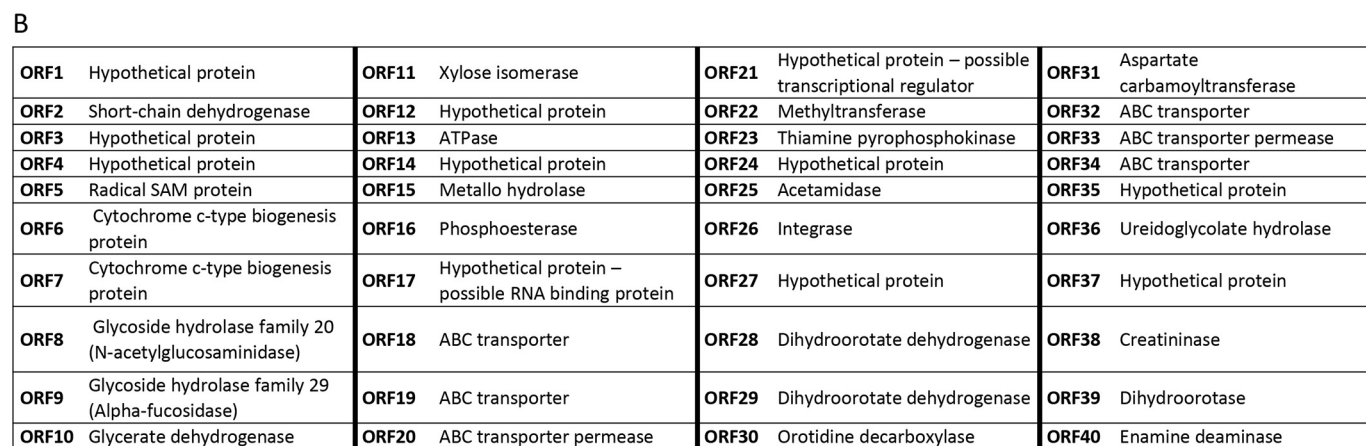 B
ORF1 Hypothetical protein ORF11 Xylose isomerase ORF21 Hypothetical protein – possible transcriptional regulator ORF31 Aspartate carbamoyltransferase
ORF2 Short-chain dehydrogenase ORF12 Hypothetical protein ORF22 Methyltransferase ORF32 ABC transporter
ORF3 Hypothetical protein ORF13 ATPase ORF23 Thiamine pyrophosphokinase ORF33 ABC transporter permease
ORF4 Hypothetical protein ORF14 Hypothetical protein ORF24 Hypothetical protein ORF34 ABC transporter
ORF5 Radical SAM protein ORF15 Metallo hydrolase ORF25 Acetamidase ORF35 Hypothetical protein
ORF6 Cytochrome c-type biogenesis protein ORF16 Phosphoesterase ORF26 Integrase ORF36 Ureidoglycolate hydrolase
ORF7 Cytochrome c-type biogenesis protein ORF17 Hypothetical protein – possible RNA binding protein ORF27 Hypothetical protein ORF37 Hypothetical protein
ORF8 Glycoside hydrolase family 20 (N-acetylglucosaminidase) ORF18 ABC transporter ORF28 Dihydroorotate dehydrogenase ORF38 Creatininase
ORF9 Glycoside hydrolase family 29 (Alpha-fucosidase) ORF19 ABC transporter ORF29 Dihydroorotate dehydrogenase ORF39 Dihydroorotase
ORF10 Glycerate dehydrogenase ORF20 ABC transporter permease ORF30 Orotidine decarboxylase ORF40 Enamine deaminase